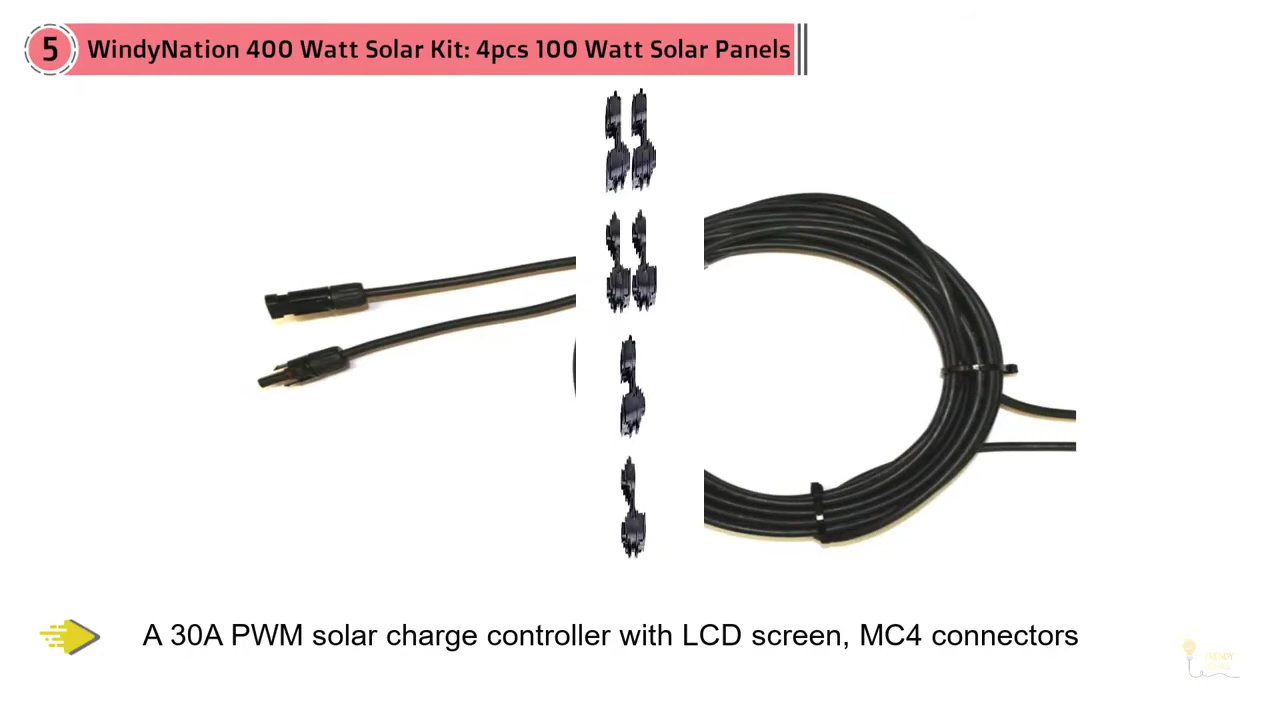 5
WindyNation 400 Watt Solar Kit: 4pcs 100 Watt Solar Panels
A 30A PWM solar charge controller with LCD screen, MC4 connectors